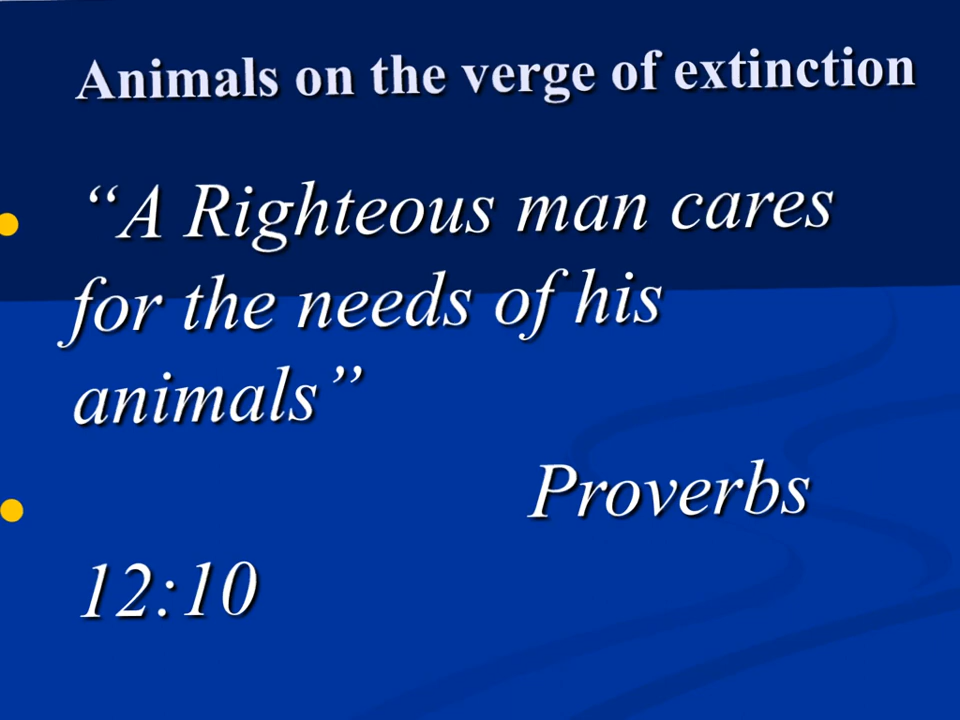 Animals on the verge of extinction
• “A Righteous man cares
for the needs of his
animals”
• Proverbs
12:10